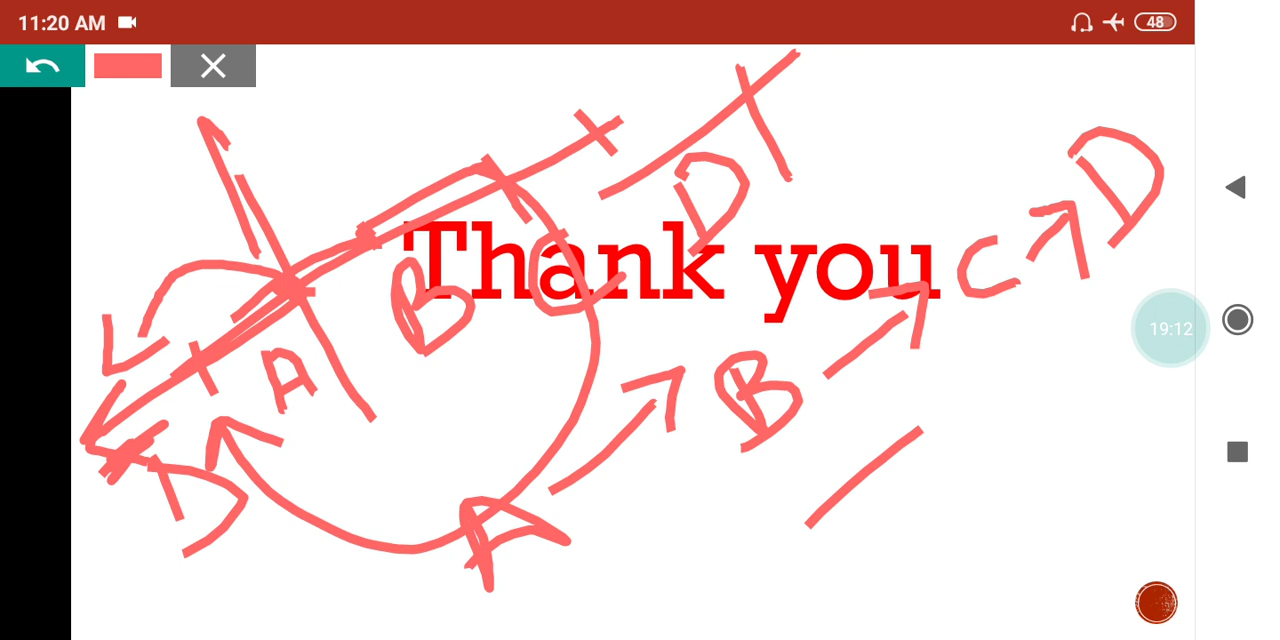 11:20 AM 48
D
Thank you
C → D
B C
19:12
A
B →
D
A →